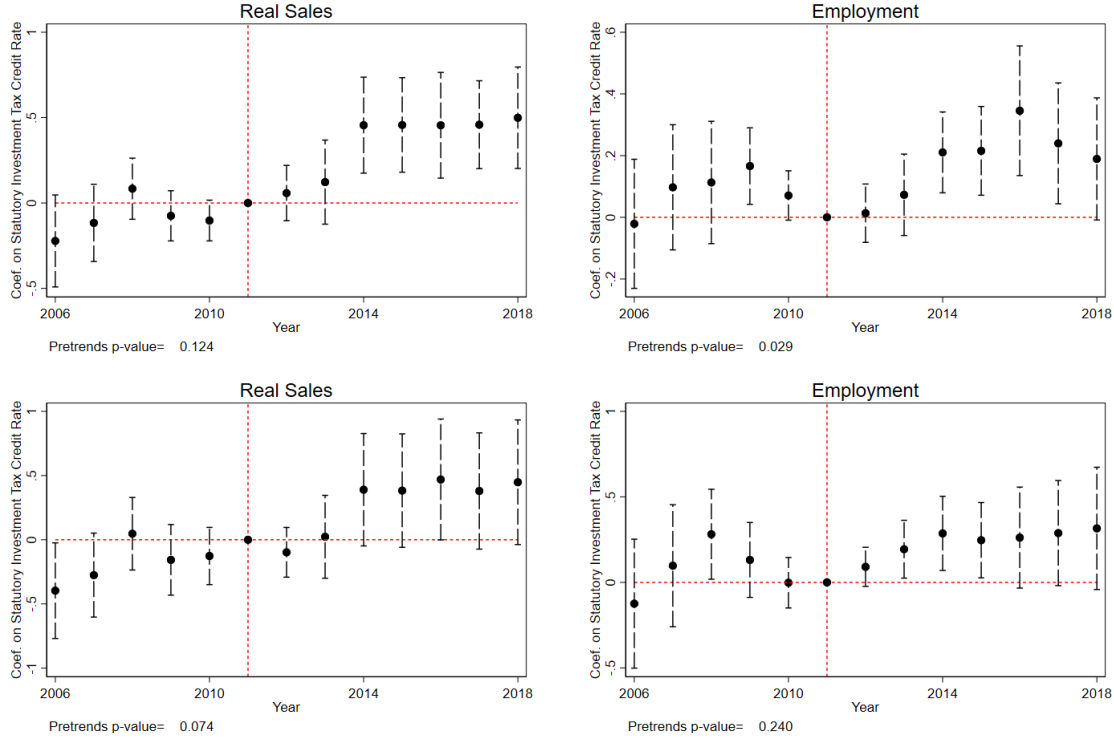 Real Sales
Coef. on Statutory Investment Tax Credit Rate
1
.5
0
-.5
2006 2010 2014 2018
Year
Pretrends p-value= 0.124
Employment
Coef. on Statutory Investment Tax Credit Rate
.6
.4
.2
0
-.2
2006 2010 2014 2018
Year
Pretrends p-value= 0.029
Real Sales
Coef. on Statutory Investment Tax Credit Rate
1
.5
0
-.5
-1
2006 2010 2014 2018
Year
Pretrends p-value= 0.074
Employment
Coef. on Statutory Investment Tax Credit Rate
1
.5
0
-.5
2006 2010 2014 2018
Year
Pretrends p-value= 0.240